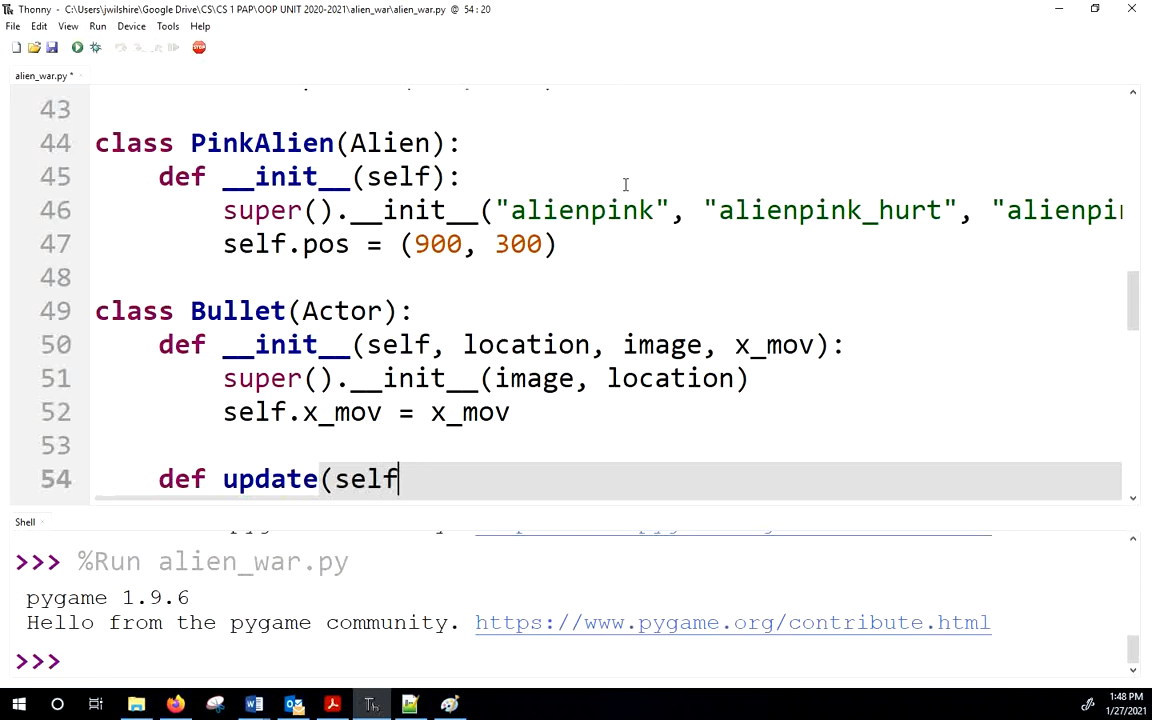 Thonny - C:\Users\jwilshire\Google Drive\CS\CS 1 PAP\OOP UNIT 2020-2021\alien_war\alien_war.py @ 54 : 20
File Edit View Run Device Tools Help
STOP
alien_war.py *
43
44 class PinkAlien(Alien):
45 def __init__(self):
46 super().__init__("alienpink", "alienpink_hurt", "alienpin
47 self.pos = (900, 300)
48
49 class Bullet(Actor):
50 def __init__(self, location, image, x_mov):
51 super().__init__(image, location)
52 self.x_mov = x_mov
53
54 def update(self
Shell
>>> %Run alien_war.py
pygame 1.9.6
Hello from the pygame community. https://www.pygame.org/contribute.html
>>>
1:48 PM
1/27/2021